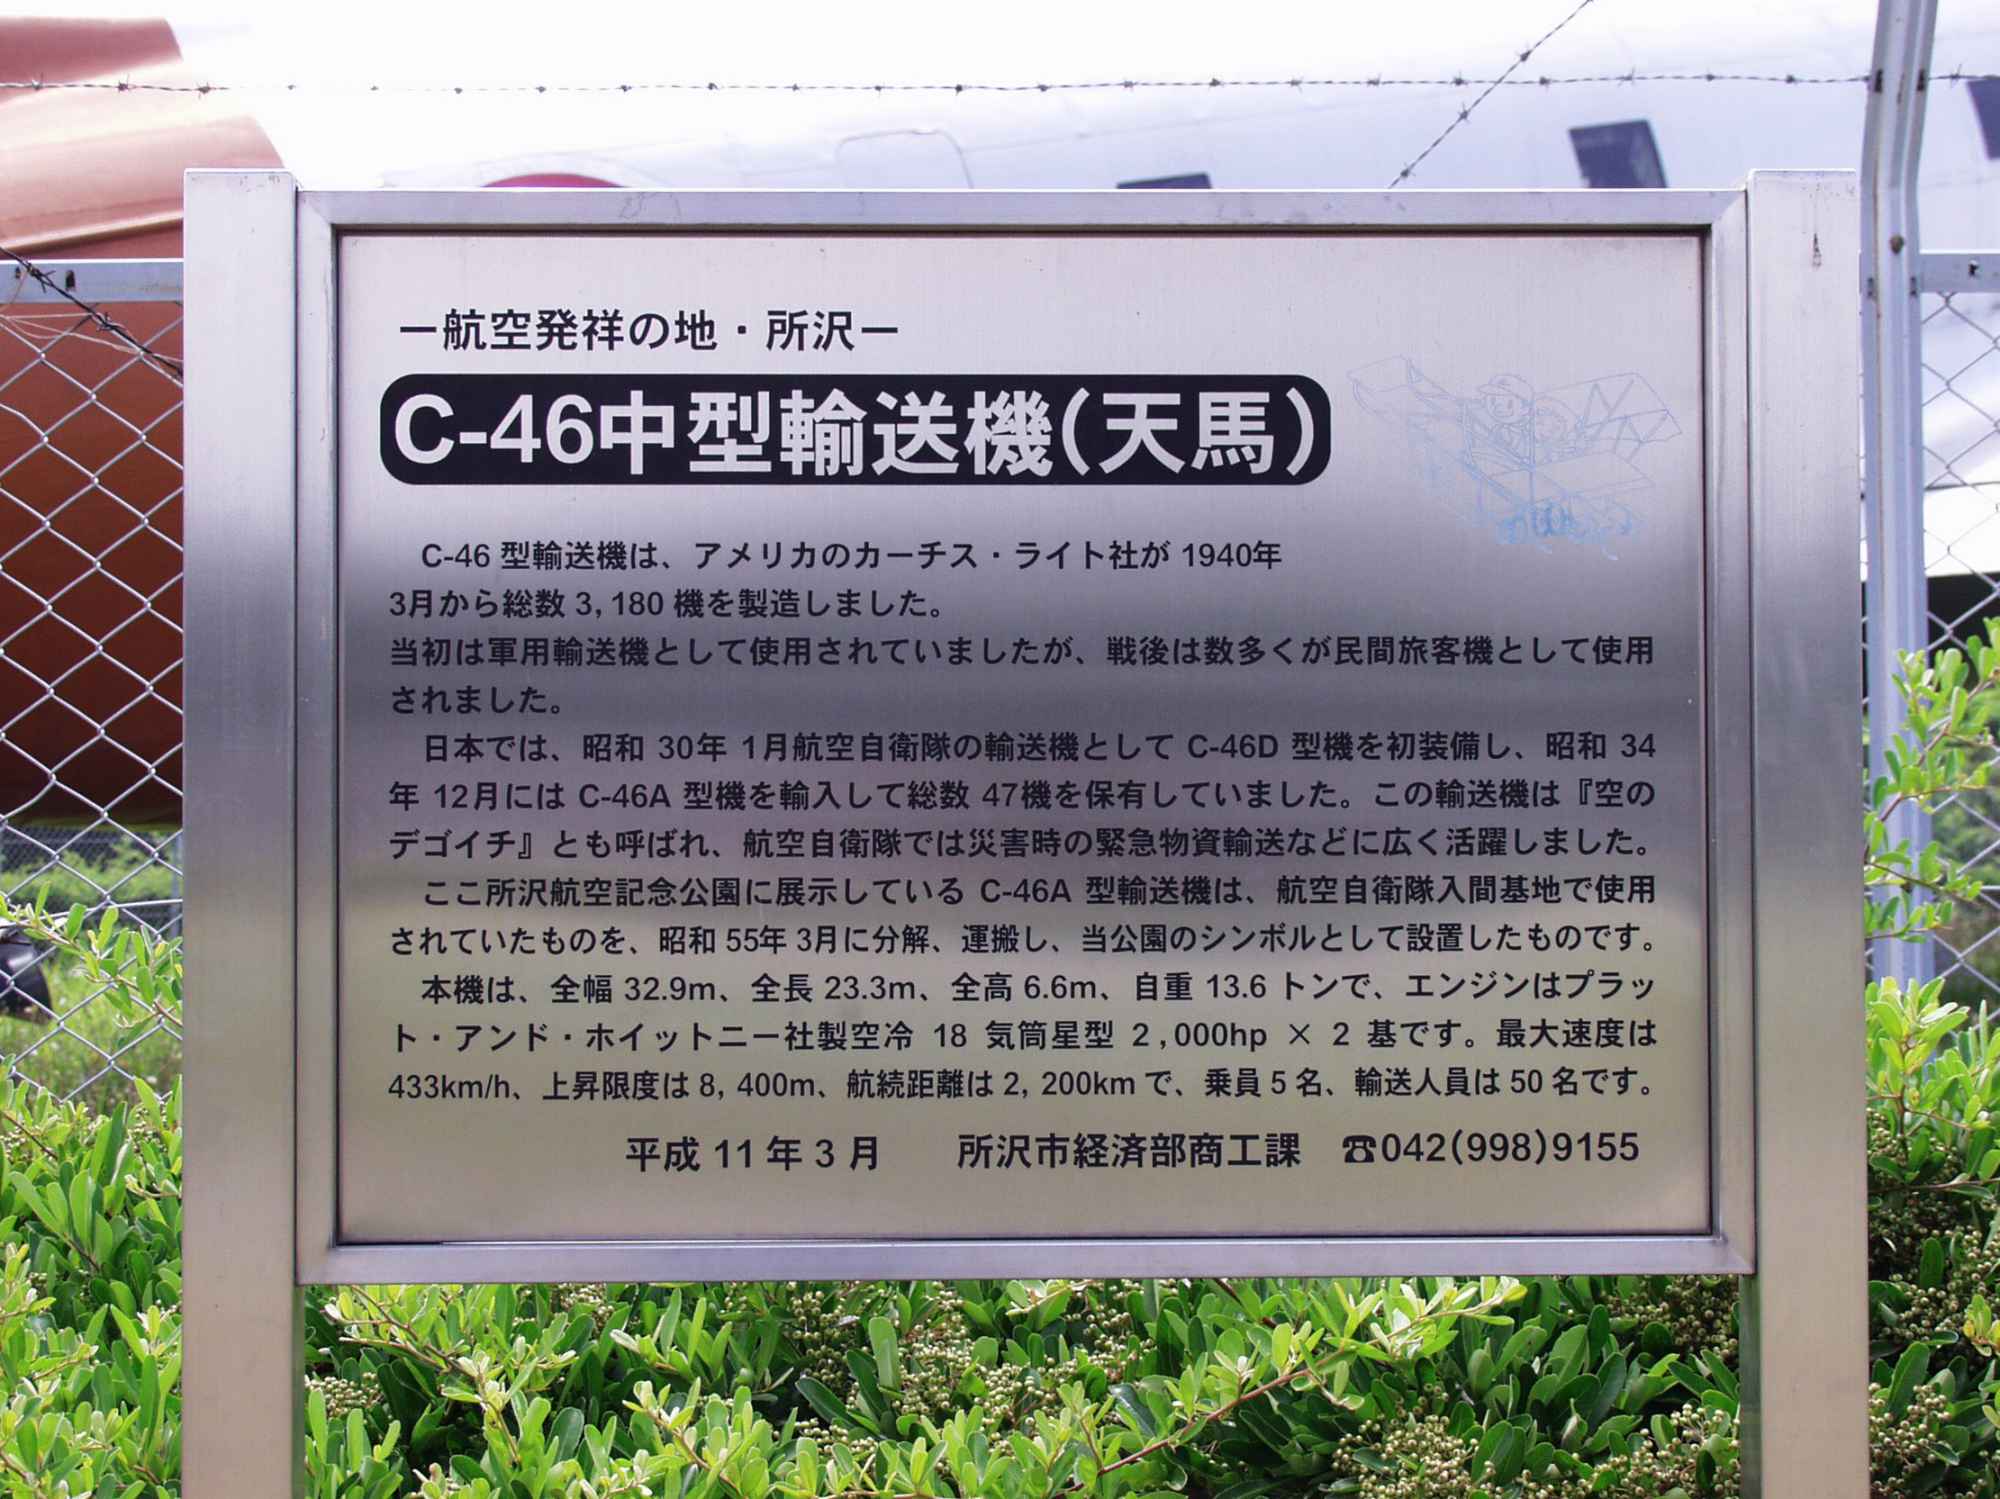 ー航空発祥の地・所沢ー
C-46中型輸送機(天馬)
C-46 型輸送機は、アメリカのカーチス・ライト社が 1940年
3月から総数 3,180 機を製造しました。
当初は軍用輸送機として使用されていましたが、戦後は数多くが民間旅客機として使用
されました。
日本では、昭和 30年 1月航空自衛隊の輸送機として C-46D 型機を初装備し、昭和 34
年 12月には C-46A 型機を輸入して総数 47機を保有していました。この輸送機は『空の
デゴイチ』とも呼ばれ、航空自衛隊では災害時の緊急物資輸送などに広く活躍しました。
ここ所沢航空記念公園に展示している C-46A 型輸送機は、航空自衛隊入間基地で使用
されていたものを、昭和 55年 3月に分解、運搬し、当公園のシンボルとして設置したものです。
本機は、全幅 32.9m、全長 23.3m、全高 6.6m、自重 13.6 トンで、エンジンはプラッ
ト・アンド・ホイットニー社製空冷 18 気筒星型 2,000hp × 2 基です。最大速度は
433km/h、上昇限度は 8,400m、航続距離は 2,200km で、乗員 5 名、輸送人員は 50 名です。
平成 11 年 3 月　所沢市経済部商工課　☎042(998)9155